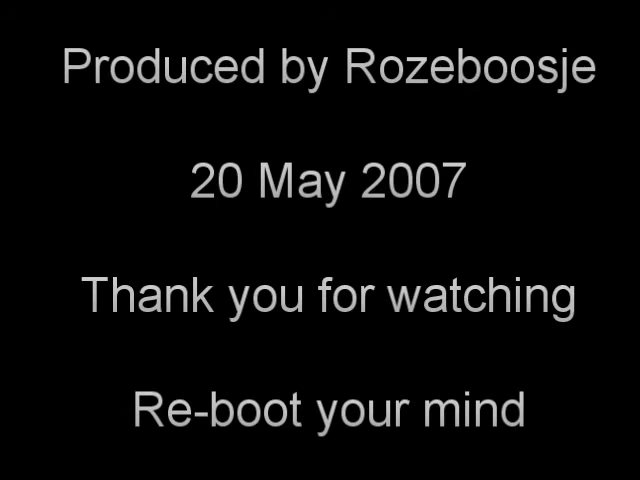 Produced by Rozeboosje
20 May 2007
Thank you for watching
Re-boot your mind